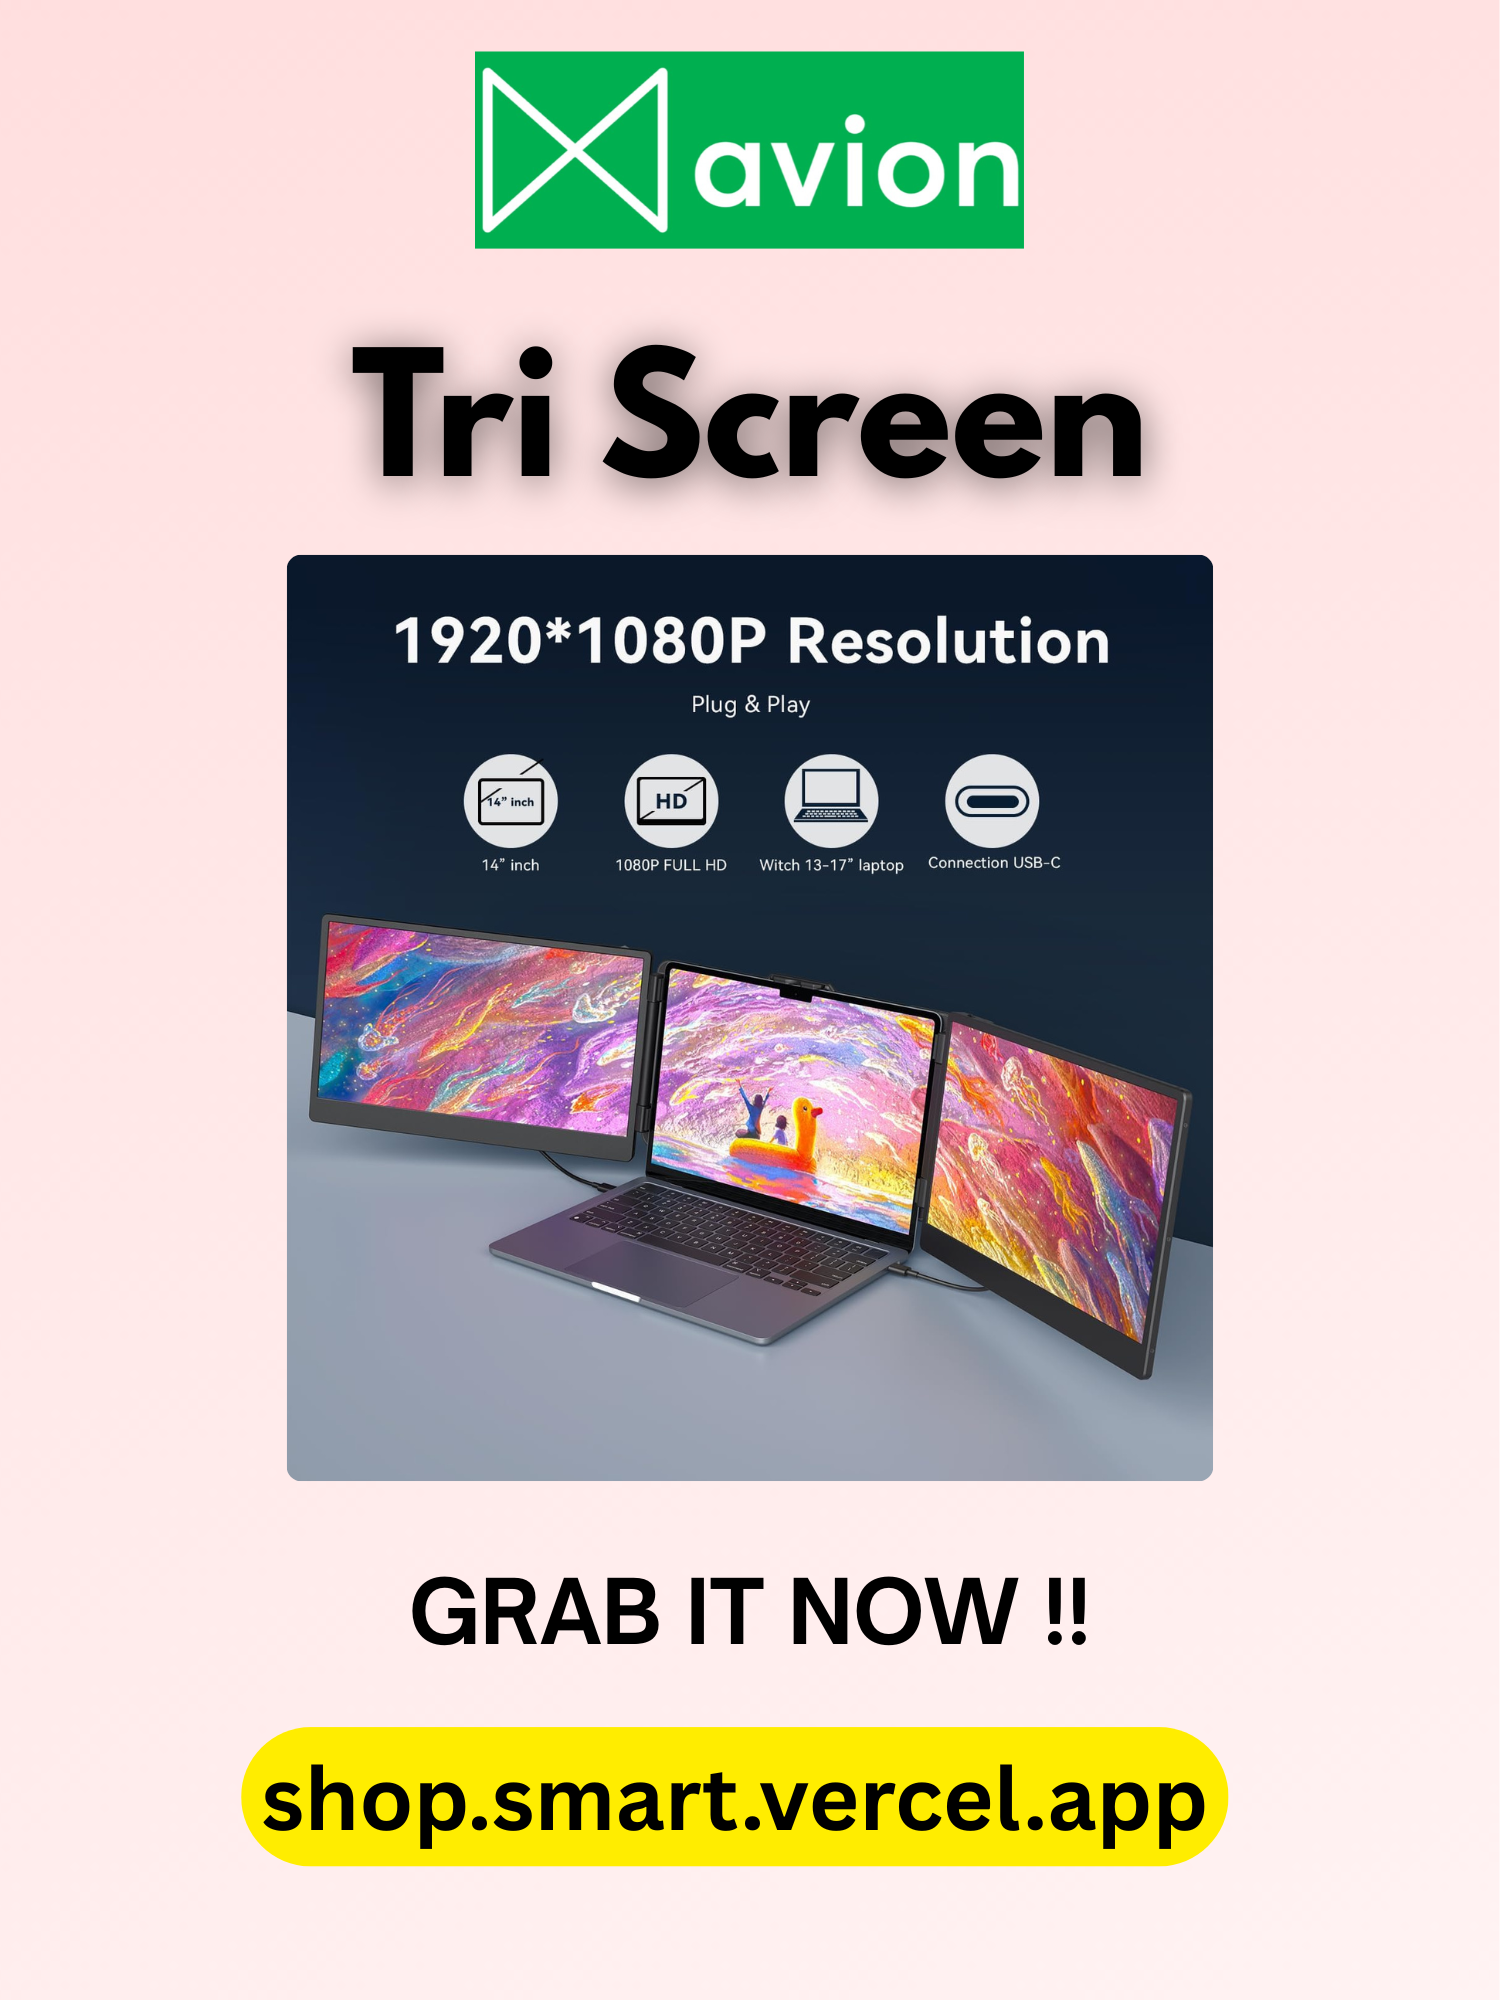 avion
Tri Screen
1920*1080P Resolution
Plug & Play
14” inch
HD
14” inch
1080P FULL HD
Witch 13-17” laptop
Connection USB-C
GRAB IT NOW !!
shop.smart.vercel.app